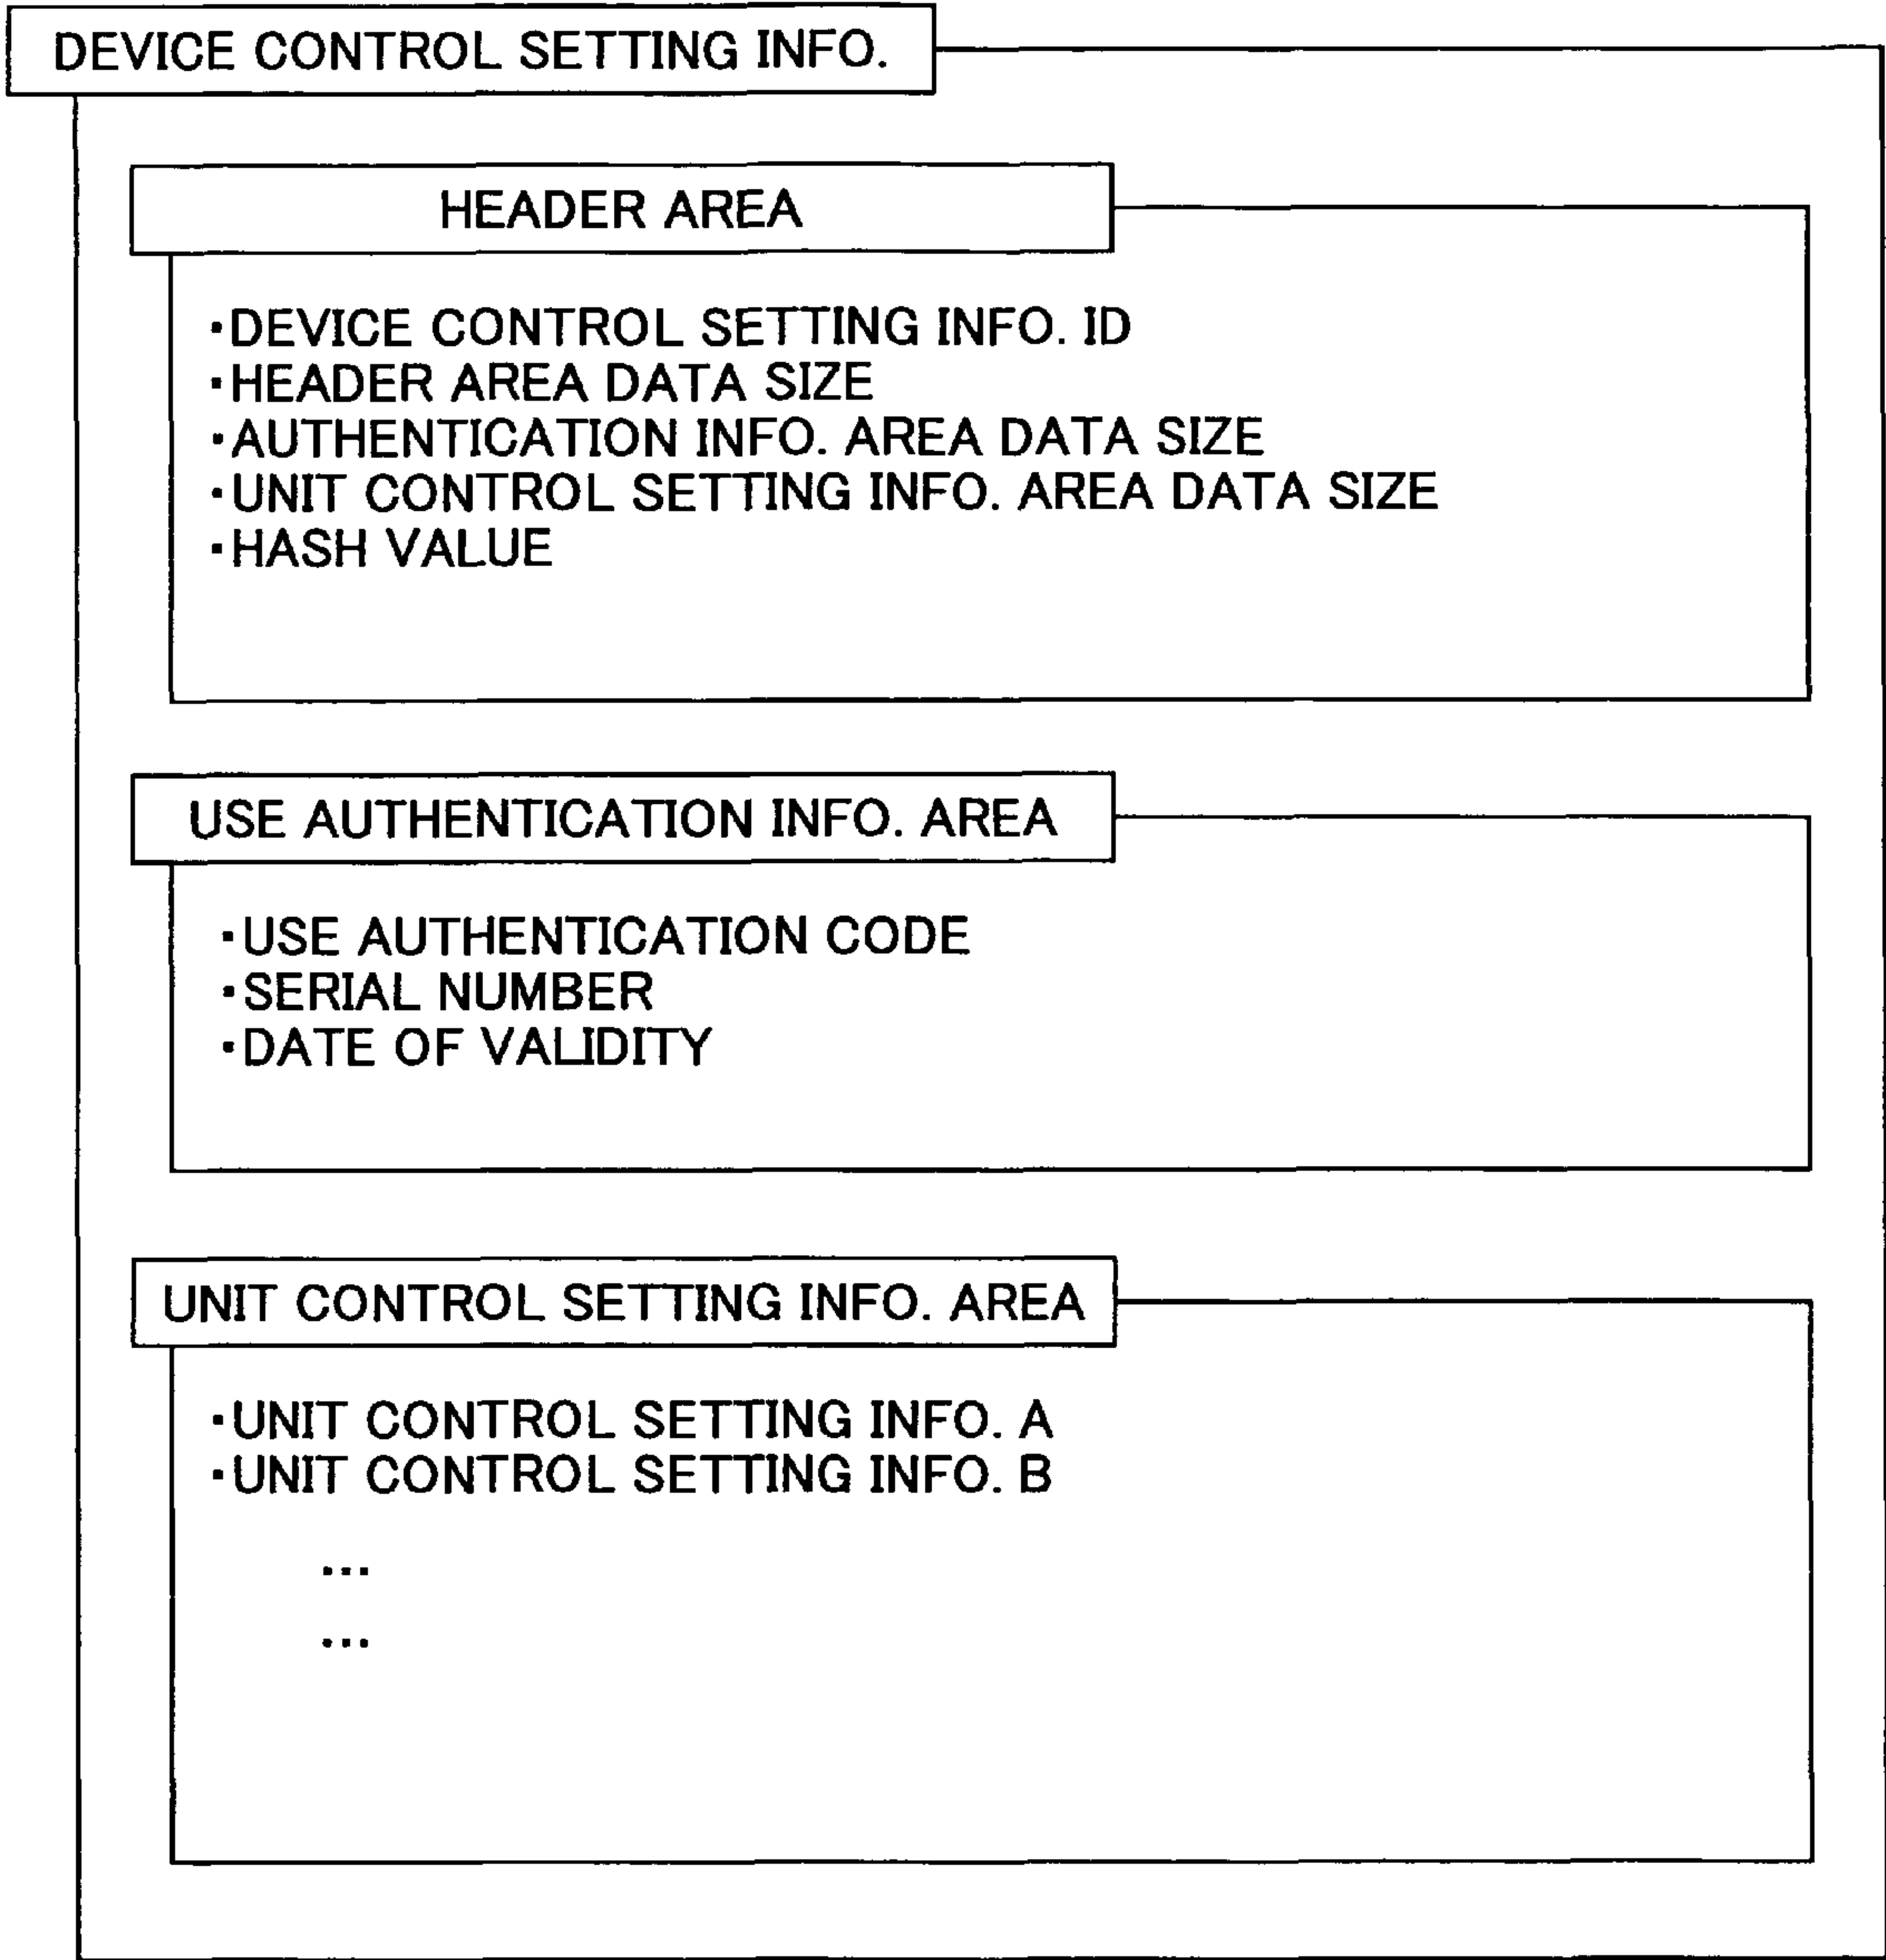 DEVICE CONTROL SETTING INFO.
HEADER AREA
・DEVICE CONTROL SETTING INFO. ID
・HEADER AREA DATA SIZE
・AUTHENTICATION INFO. AREA DATA SIZE
・UNIT CONTROL SETTING INFO. AREA DATA SIZE
・HASH VALUE
USE AUTHENTICATION INFO. AREA
・USE AUTHENTICATION CODE
・SERIAL NUMBER
・DATE OF VALIDITY
UNIT CONTROL SETTING INFO. AREA
・UNIT CONTROL SETTING INFO. A
・UNIT CONTROL SETTING INFO. B
...
...